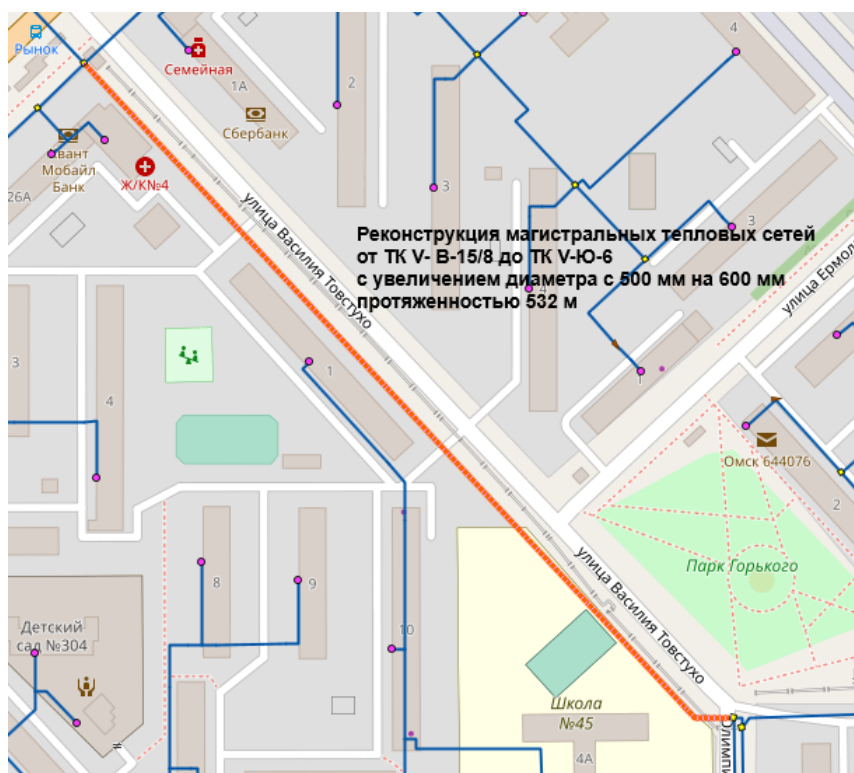 Рынок
Семейная
4
2
1А
Сбербанк
Авант
Мобайл
Банк
Ж/К№4
26А
3
3
улица Василия Товстухо
Реконструкция магистральных тепловых сетей
от ТК V- В-15/8 до ТК V-Ю-6
с увеличением диаметра с 500 мм на 600 мм
протяженностью 532 м
4
улица Ермол
3
4
1
1
Омск 644076
2
улица Василия Товстухо
Парк Горького
8
9
10
Детский
сад №304
Школа
№45
4А
Олимпи